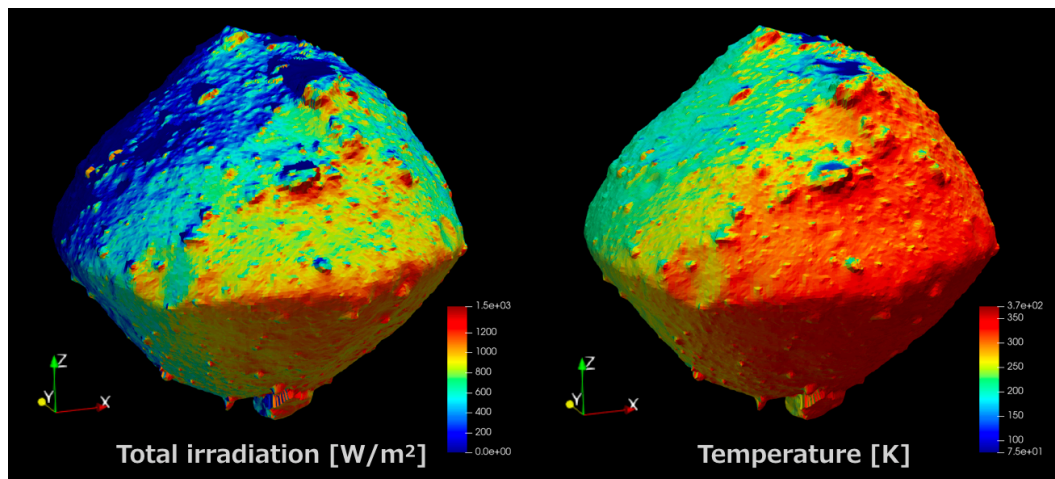 1.5e+03
1200
1000
800
600
400
200
0.0e+00
Z
Y
X
Total irradiation [W/m²]
3.7e+02
350
300
250
200
150
100
7.5e+01
Z
Y
X
Temperature [K]